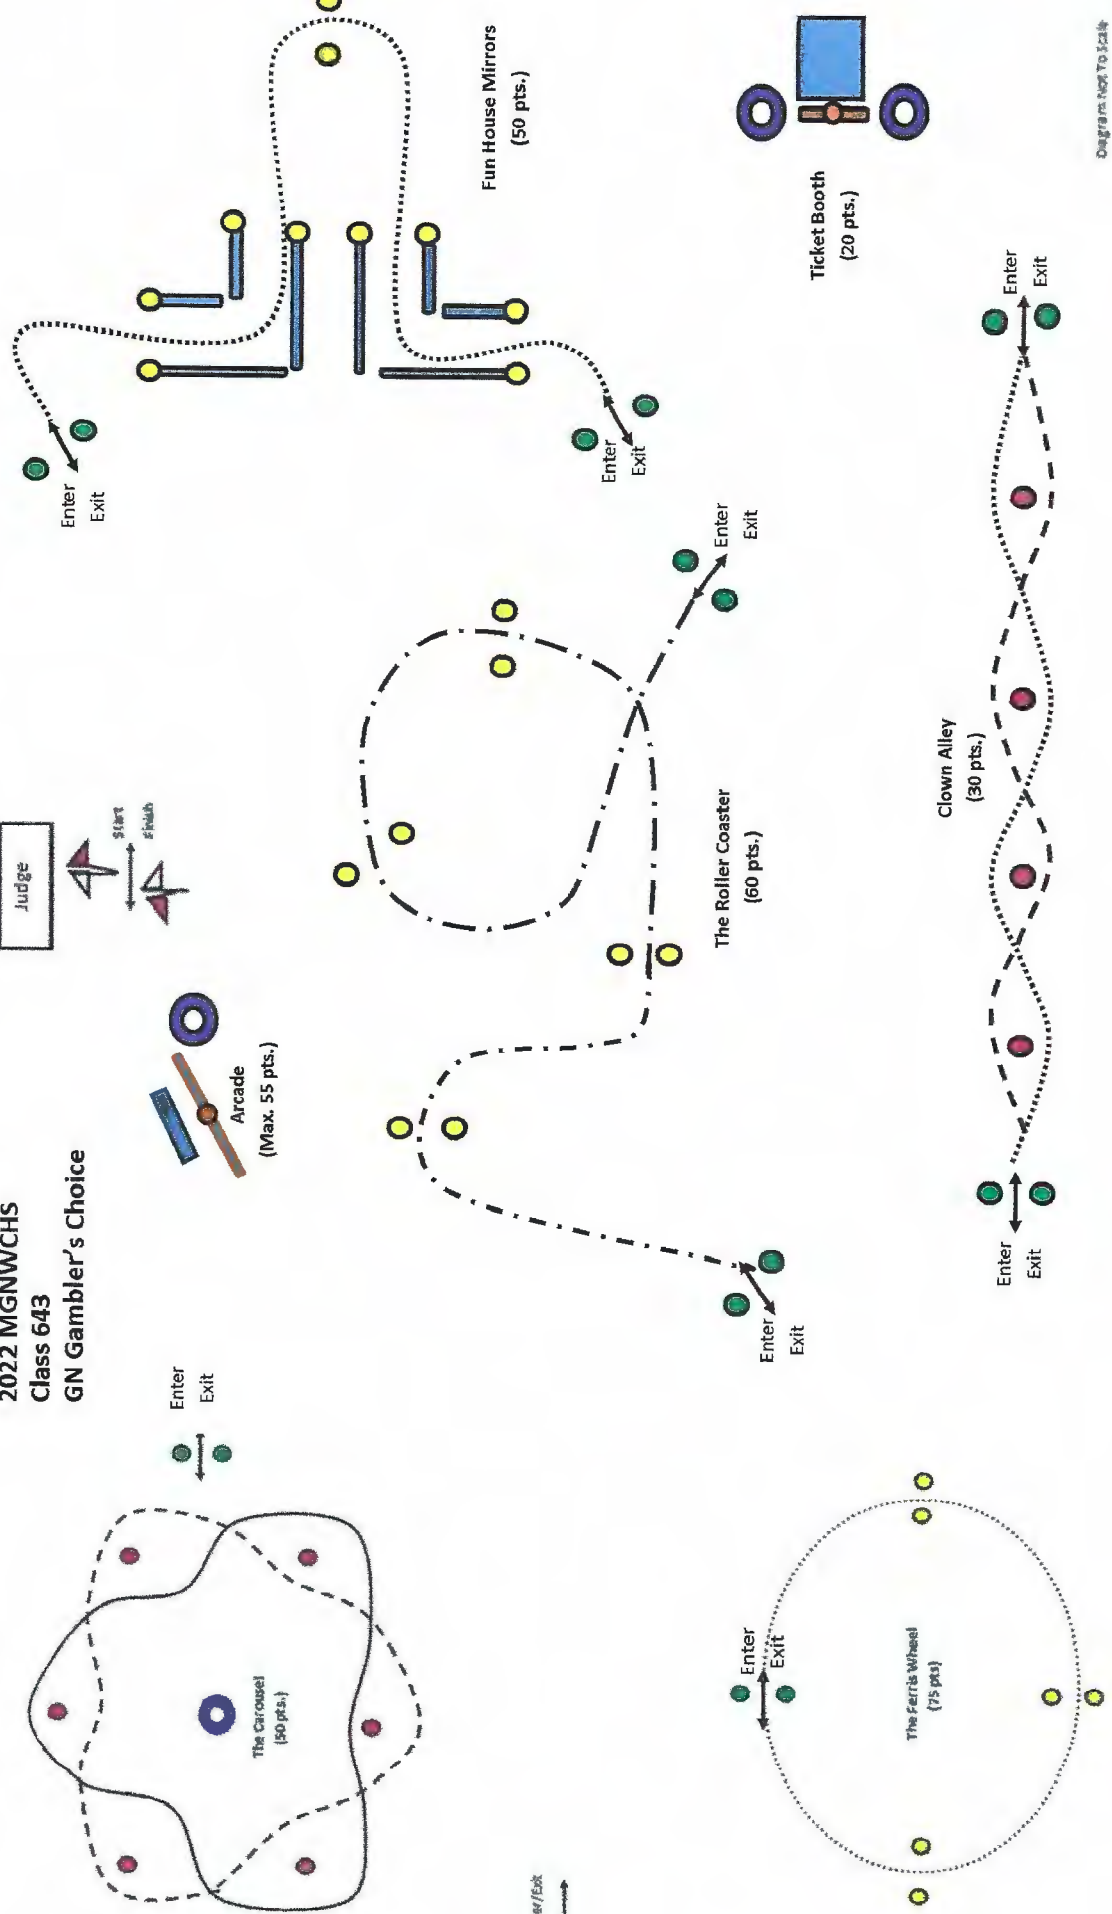 2022 MGNWCHS
Class 643
GN Gambler's Choice
Judge
Start
Finish
Arcade
(Max. 55 pts.)
Enter
Exit
Fun House Mirrors
(50 pts.)
Enter
Exit
Enter
Exit
Enter
Exit
The Roller Coaster
(60 pts.)
Enter
Exit
Ticket Booth
(20 pts.)
Clown Alley
(30 pts.)
Enter
Exit
Enter
Exit
The Carousel
(50 pts.)
/Exit
Enter
Exit
The Ferris Wheel
(75 pts)
Diagram Not To Scale